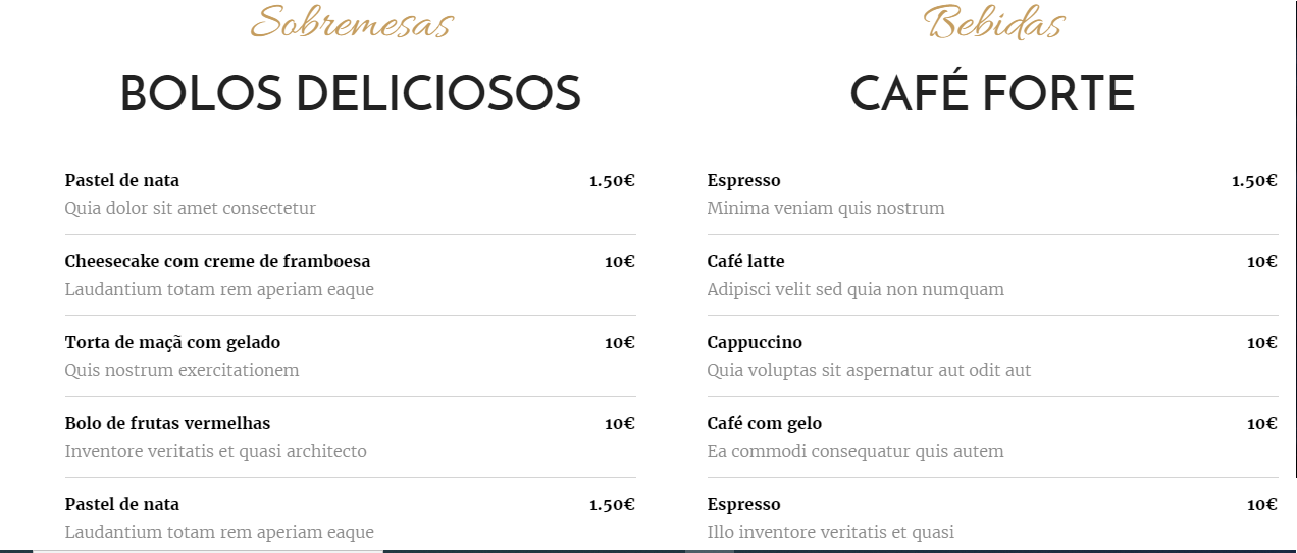 Sobremesas
BOLOS DELICIOSOS
Pastel de nata 1.50€
Quia dolor sit amet consectetur
Cheesecake com creme de framboesa 10€
Laudantium totam rem aperiam eaque
Torta de maçã com gelado 10€
Quis nostrum exercitationem
Bolo de frutas vermelhas 10€
Inventore veritatis et quasi architecto
Pastel de nata 1.50€
Laudantium totam rem aperiam eaque
Bebidas
CAFÉ FORTE
Espresso 1.50€
Minima veniam quis nostrum
Café latte 10€
Adipisci velit sed quia non numquam
Cappuccino 10€
Quia voluptas sit aspernatur aut odit aut
Café com gelo 10€
Ea commodi consequatur quis autem
Espresso 10€
Illo inventore veritatis et quasi